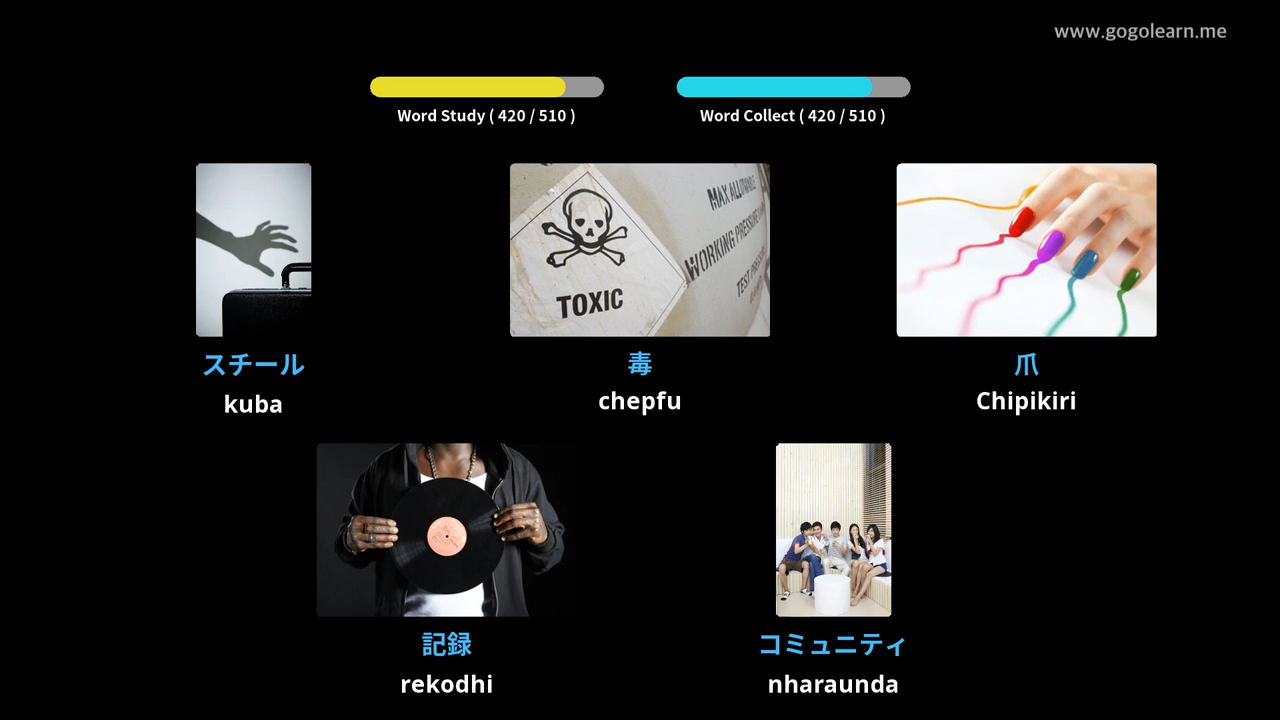 www.gogolearn.me
Word Study ( 420 / 510 )
Word Collect ( 420 / 510 )
TOXIC
MAX
WORKING PRESSURE
TEST
スチール
毒
爪
kuba
chepfu
Chipikiri
記録
コミュニティ
rekodhi
nharaunda